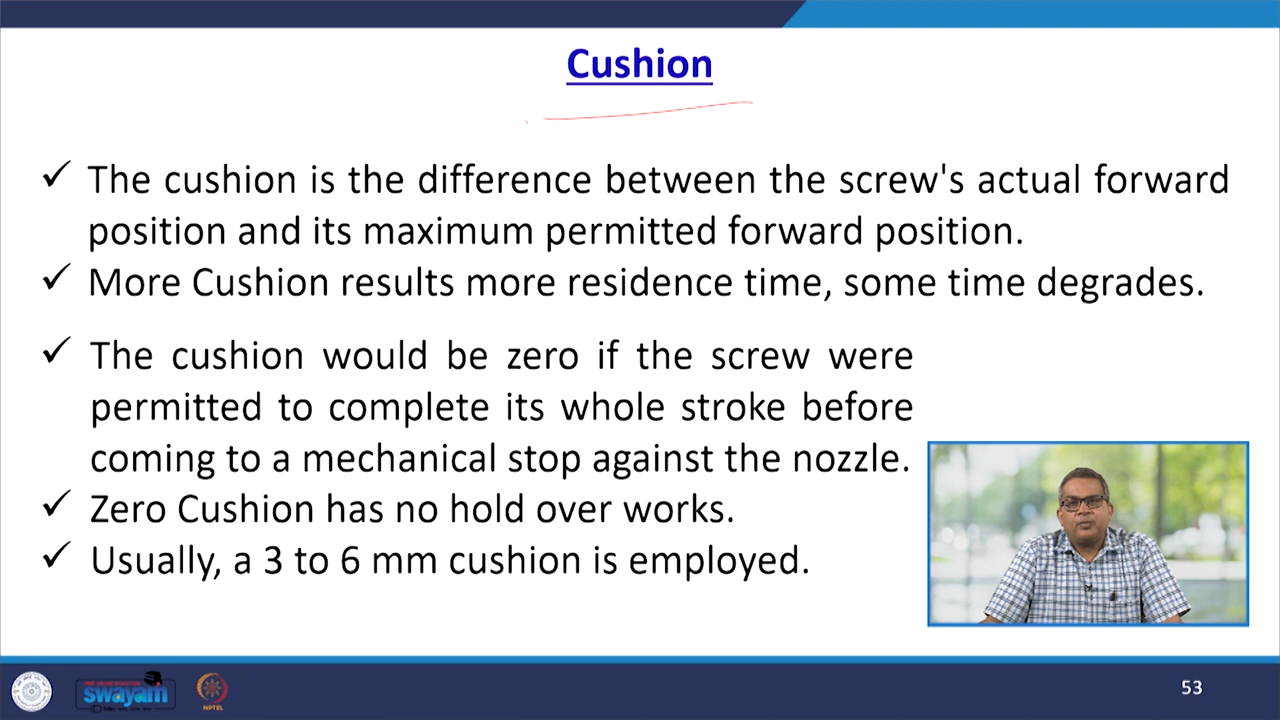 Cushion
✓ The cushion is the difference between the screw's actual forward
position and its maximum permitted forward position.
✓ More Cushion results more residence time, some time degrades.
✓ The cushion would be zero if the screw were
permitted to complete its whole stroke before
coming to a mechanical stop against the nozzle.
✓ Zero Cushion has no hold over works.
✓ Usually, a 3 to 6 mm cushion is employed.
swayam
NPTEL
53